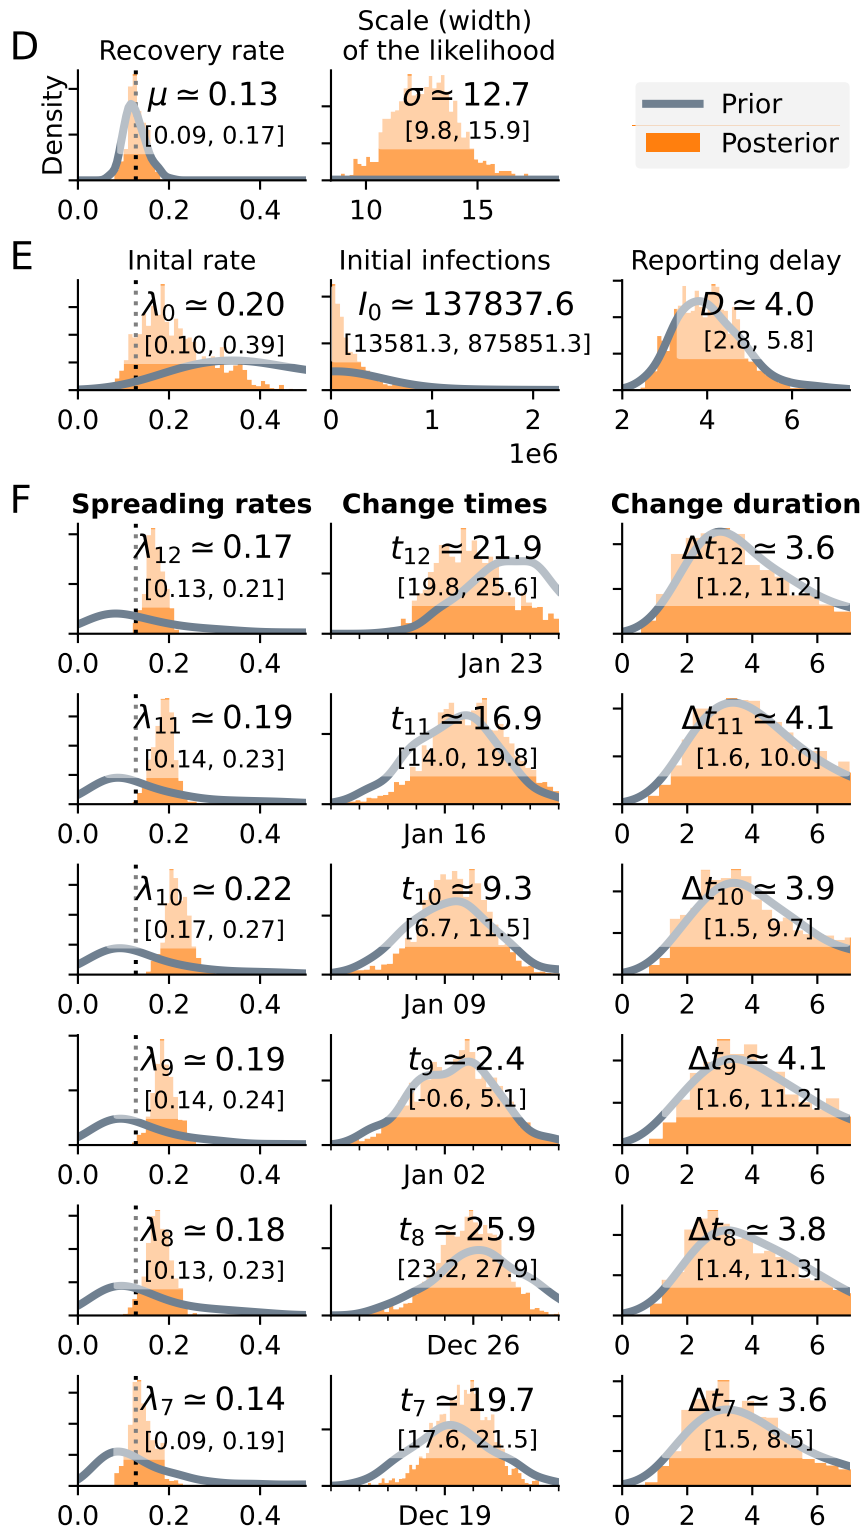 D
Recovery rate
Scale (width)
of the likelihood
Density
μ ≃ 0.13
[0.09, 0.17]
σ ≃ 12.7
[9.8, 15.9]
Prior
Posterior
0.0 0.2 0.4
10 15
E
Inital rate
Initial infections
Reporting delay
λ0 ≃ 0.20
[0.10, 0.39]
I0 ≃ 137837.6
[13581.3, 875851.3]
D ≃ 4.0
[2.8, 5.8]
0.0 0.2 0.4
0 1 2
1e6
2 4 6
F
Spreading rates
Change times
Change duration
λ12 ≃ 0.17
[0.13, 0.21]
t12 ≃ 21.9
[19.8, 25.6]
Δt12 ≃ 3.6
[1.2, 11.2]
0.0 0.2 0.4
Jan 23
0 2 4 6
λ11 ≃ 0.19
[0.14, 0.23]
t11 ≃ 16.9
[14.0, 19.8]
Δt11 ≃ 4.1
[1.6, 10.0]
0.0 0.2 0.4
Jan 16
0 2 4 6
λ10 ≃ 0.22
[0.17, 0.27]
t10 ≃ 9.3
[6.7, 11.5]
Δt10 ≃ 3.9
[1.5, 9.7]
0.0 0.2 0.4
Jan 09
0 2 4 6
λ9 ≃ 0.19
[0.14, 0.24]
t9 ≃ 2.4
[-0.6, 5.1]
Δt9 ≃ 4.1
[1.6, 11.2]
0.0 0.2 0.4
Jan 02
0 2 4 6
λ8 ≃ 0.18
[0.13, 0.23]
t8 ≃ 25.9
[23.2, 27.9]
Δt8 ≃ 3.8
[1.4, 11.3]
0.0 0.2 0.4
Dec 26
0 2 4 6
λ7 ≃ 0.14
[0.09, 0.19]
t7 ≃ 19.7
[17.6, 21.5]
Δt7 ≃ 3.6
[1.5, 8.5]
0.0 0.2 0.4
Dec 19
0 2 4 6